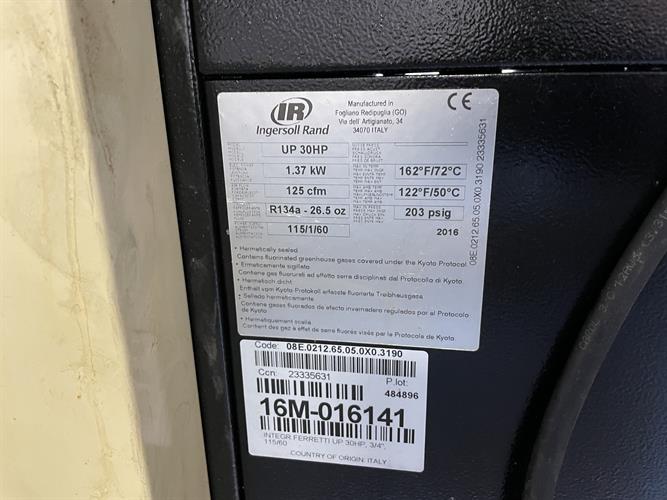 IR
Ingersoll Rand
Manufactured in
Fogliano Redipuglia (GO)
Via dell' Artigianato, 34
34070 ITALY
CE
UP 30HP
1.37 kW
162°F/72°C
125 cfm
122°F/50°C
R134a - 26.5 oz
203 psig
115/1/60
2016
08E.0212.65.05.0X0.3190 23335631
• Hermetically sealed
Contains fluorinated greenhouse gases covered under the Kyoto Protocol
• Ermeticamente sigillato
Contiene gas fluorurati ad effetto serra disciplinati dal Protocollo di Kyoto
• Hermetisch dicht
Enthält vom Kyoto Protokoll erfasste fluorierte Treibhausgase
• Sellado herméticamente
Contiene gases fluorados de efecto invernadero regulados por el Protocolo
de Kyoto
• Hermétiquement scellé
Contient des gaz à effet de serre fluorés visés par le Protocole de Kyoto
Code: 08E.0212.65.05.0X0.3190
Ccn: 23335631
P.lot:
484896
16M-016141
INTEGR FERRETTI UP 30HP, 3/4",
115/60
COUNTRY OF ORIGIN: ITALY